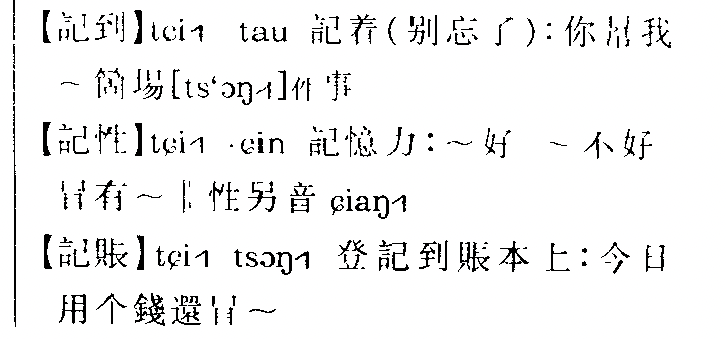 【記到】tɕi˧ tau 記着(别忘了)：你幫我
～箇場[ts‘ɔŋ˧]件事
【記性】tɕi˧ ·ɕin 記憶力：～好 ～不好
冇有～ ‖ 性另音 ɕiaŋ˧
【記賬】tɕi˧ tsɔŋ˧ 登記到賬本上：今日
用个錢還冇～